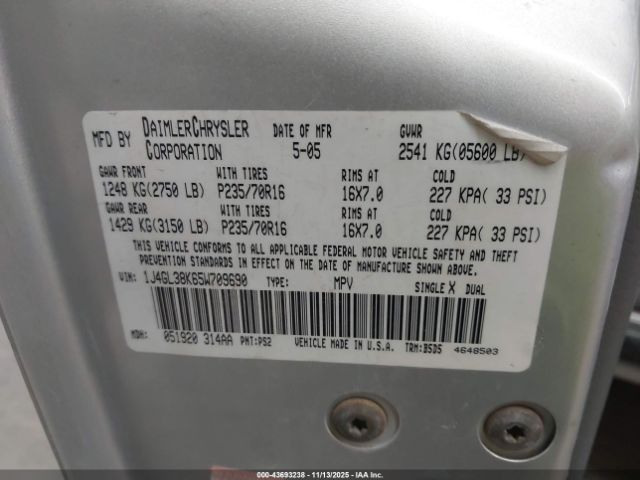 MFD BY DAIMLERCHRYSLER CORPORATION DATE OF MFR 5-05 GVWR 2541 KG(05600 LB)
GAWR FRONT WITH TIRES RIMS AT COLD
1248 KG(2750 LB) P235/70R16 16X7.0 227 KPA( 33 PSI)
GAWR REAR WITH TIRES RIMS AT COLD
1429 KG(3150 LB) P235/70R16 16X7.0 227 KPA( 33 PSI)
THIS VEHICLE CONFORMS TO ALL APPLICABLE FEDERAL MOTOR VEHICLE SAFETY AND THEFT
PREVENTION STANDARDS IN EFFECT ON THE DATE OF MANUFACTURE SHOWN ABOVE.
VIN: 1J4GL38K65W709690 TYPE: MPV SINGLE X DUAL
MDH: 051920 314AA PNT:PS2 VEHICLE MADE IN U.S.A. TRM:B5D5 4648503
000-43693238 - 11/13/2025 - IAA Inc.